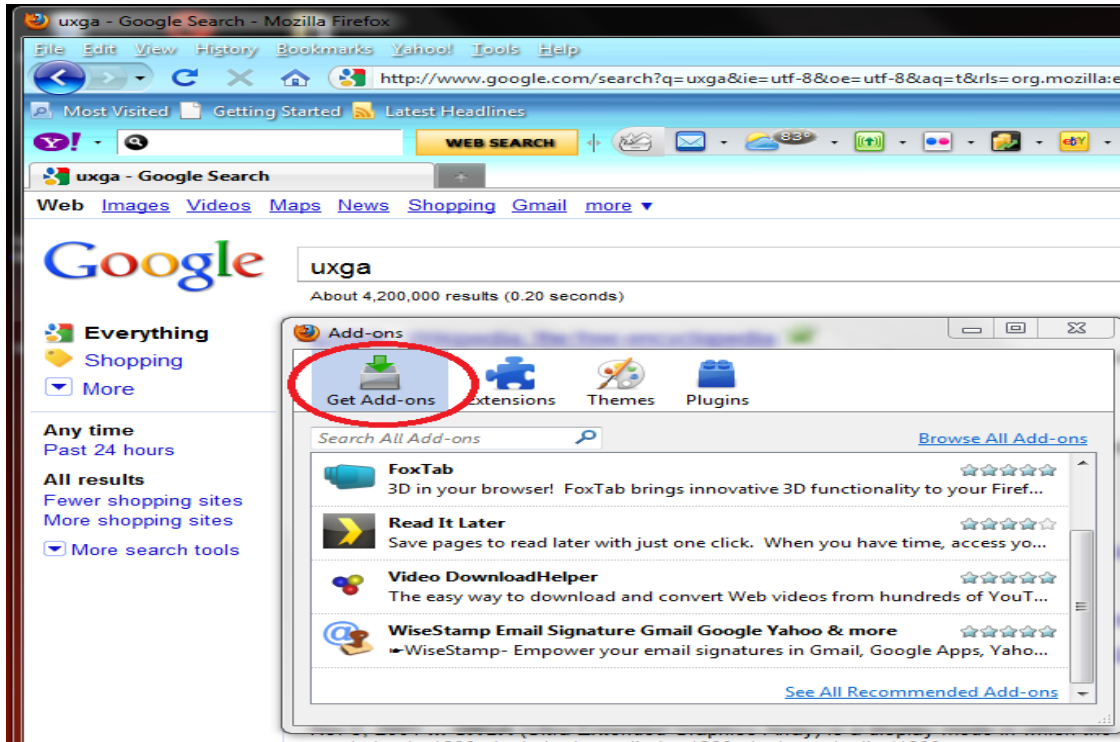 uxga - Google Search - Mozilla Firefox
File Edit View History Bookmarks Yahoo! Tools Help
http://www.google.com/search?q=uxga&ie=utf-8&oe=utf-8&aq=t&rls=org.mozilla:e
Most Visited Getting Started Latest Headlines
Y! WEB SEARCH 83° ebY
uxga - Google Search
Web Images Videos Maps News Shopping Gmail more ▼
Google uxga
About 4,200,000 results (0.20 seconds)
Everything
Shopping
More
Any time
Past 24 hours
All results
Fewer shopping sites
More shopping sites
More search tools
Add-ons
Get Add-ons Extensions Themes Plugins
Search All Add-ons Browse All Add-ons
FoxTab
3D in your browser! FoxTab brings innovative 3D functionality to your Firef...
Read It Later
Save pages to read later with just one click. When you have time, access yo...
Video DownloadHelper
The easy way to download and convert Web videos from hundreds of YouT...
WiseStamp Email Signature Gmail Google Yahoo & more
☛WiseStamp- Empower your email signatures in Gmail, Google Apps, Yaho...
See All Recommended Add-ons